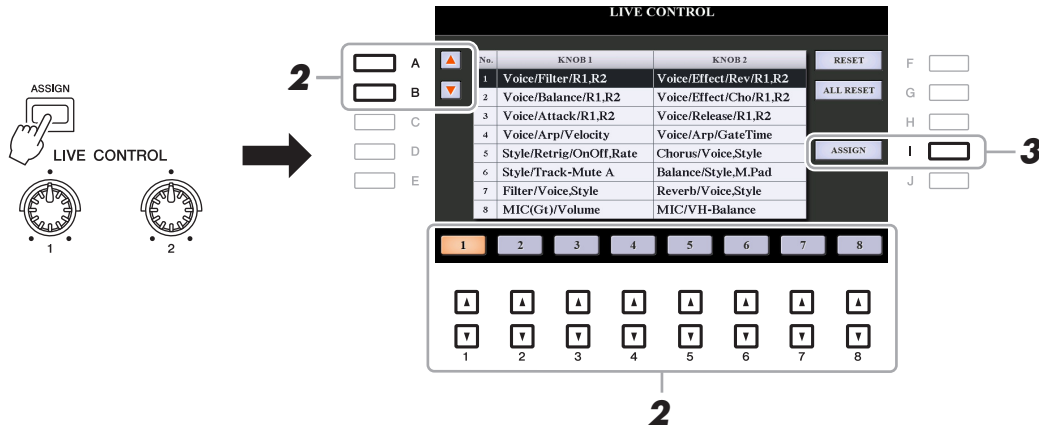 ASSIGN
LIVE CONTROL
1 2
2
3
A
B
C
D
E
LIVE CONTROL
No. KNOB 1 KNOB 2
1 Voice/Filter/R1,R2 Voice/Effect/Rev/R1,R2
2 Voice/Balance/R1,R2 Voice/Effect/Cho/R1,R2
3 Voice/Attack/R1,R2 Voice/Release/R1,R2
4 Voice/Arp/Velocity Voice/Arp/GateTime
5 Style/Retrig/OnOff,Rate Chorus/Voice,Style
6 Style/Track-Mute A Balance/Style,M.Pad
7 Filter/Voice,Style Reverb/Voice,Style
8 MIC(Gt)/Volume MIC/VH-Balance
RESET
ALL RESET
ASSIGN
F
G
H
I
J
1 2 3 4 5 6 7 8
1 2 3 4 5 6 7 8
2